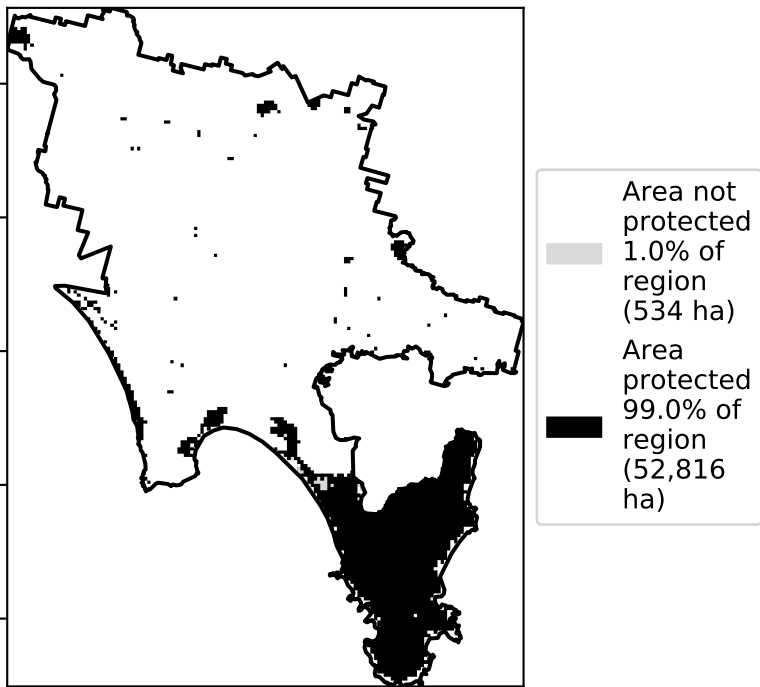 Area not
protected
1.0% of
region
(534 ha)
Area
protected
99.0% of
region
(52,816
ha)